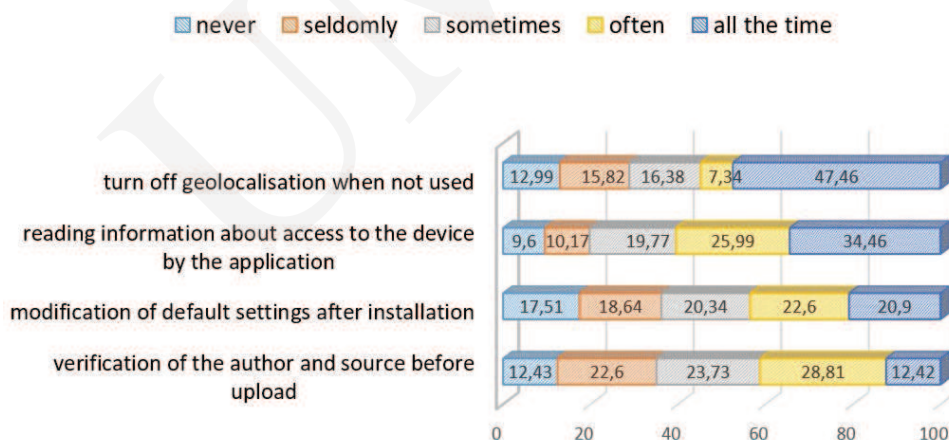 never seldomly sometimes often all the time
turn off geolocalisation when not used 12,99 15,82 16,38 7,34 47,46
reading information about access to the device
by the application 9,6 10,17 19,77 25,99 34,46
modification of default settings after installation 17,51 18,64 20,34 22,6 20,9
verification of the author and source before
upload 12,43 22,6 23,73 28,81 12,42
0 20 40 60 80 100